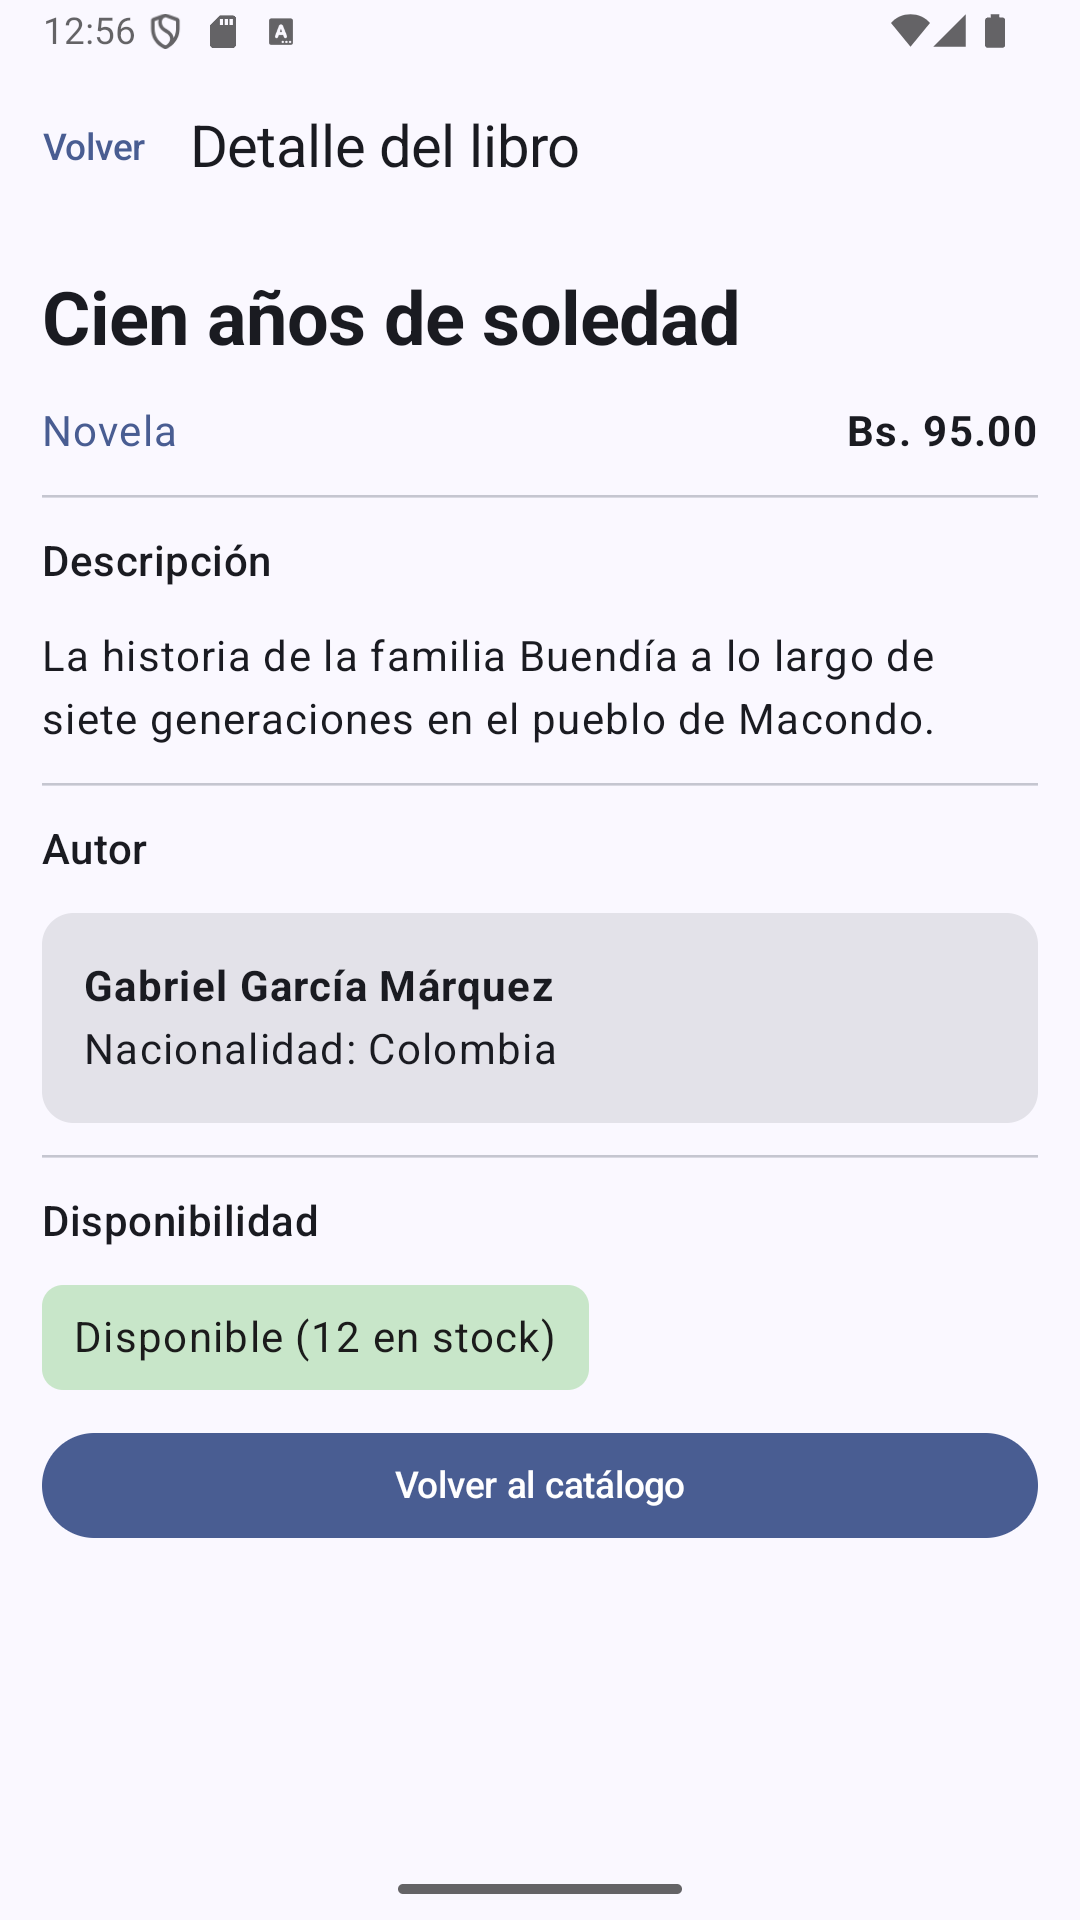 12:56
Volver
Detalle del libro
Cien años de soledad
Novela
Bs. 95.00
Descripción
La historia de la familia Buendía a lo largo de
siete generaciones en el pueblo de Macondo.
Autor
Gabriel García Márquez
Nacionalidad: Colombia
Disponibilidad
Disponible (12 en stock)
Volver al catálogo